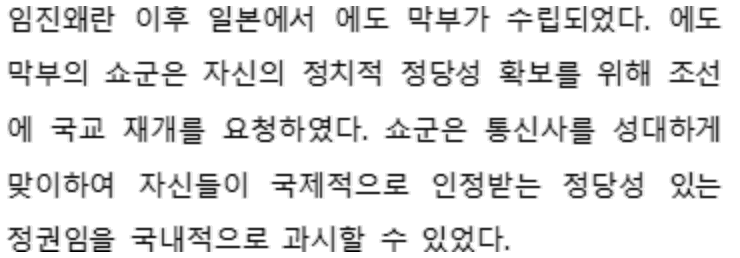 임진왜란 이후 일본에서 에도 막부가 수립되었다. 에도
막부의 쇼군은 자신의 정치적 정당성 확보를 위해 조선
에 국교 재개를 요청하였다. 쇼군은 통신사를 성대하게
맞이하여 자신들이 국제적으로 인정받는 정당성 있는
정권임을 국내적으로 과시할 수 있었다.